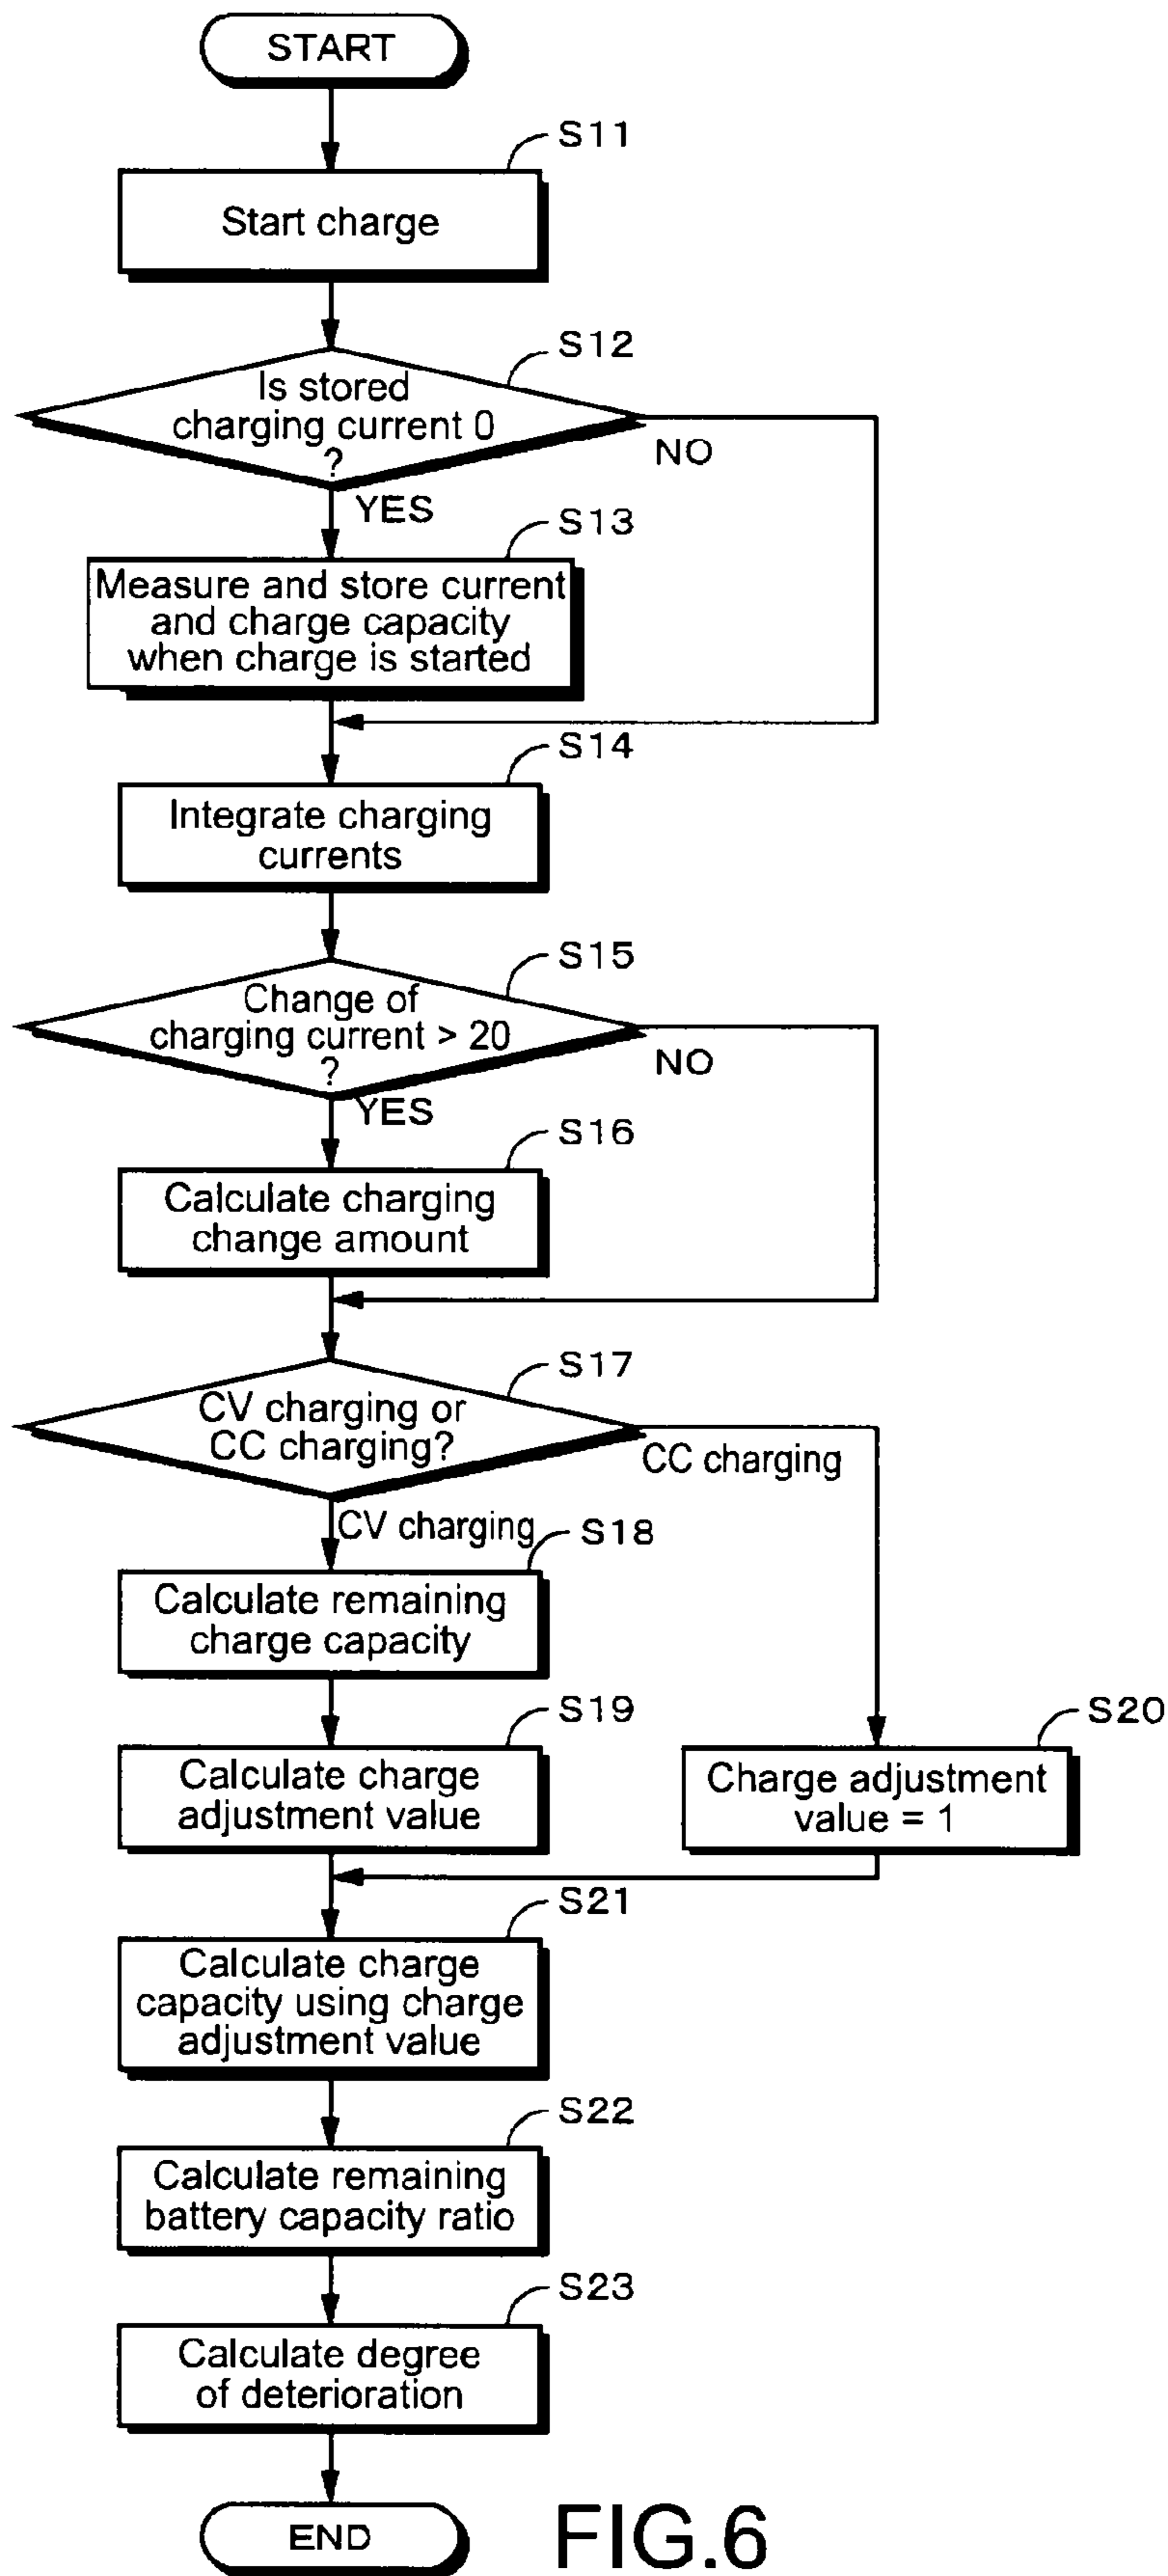 START
S11
Start charge
S12
Is stored
charging current 0
?
NO
YES
S13
Measure and store current
and charge capacity
when charge is started
S14
Integrate charging
currents
S15
Change of
charging current > 20
?
NO
YES
S16
Calculate charging
change amount
S17
CV charging or
CC charging?
CC charging
CV charging
S18
Calculate remaining
charge capacity
S19
Calculate charge
adjustment value
S20
Charge adjustment
value = 1
S21
Calculate charge
capacity using charge
adjustment value
S22
Calculate remaining
battery capacity ratio
S23
Calculate degree
of deterioration
END
FIG.6